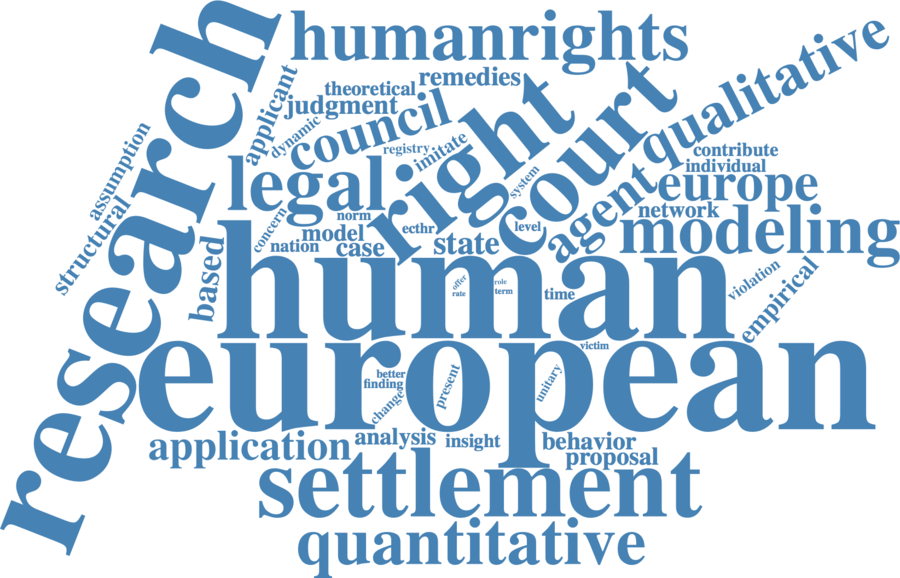 research
humanrights
qualitative
applicant
theoretical
remedies
judgment
dynamic
council
registry
imitate
right
court
assumption
structural
legal
system
agent
contribute
individual
europe
network
modeling
concern
norm
model
nation
case
ecthr
state
level
based
human
offer
rate
role
term
time
violation
empirical
european
victim
better
finding
change
present
unitary
application
analysis
insight
behavior
proposal
settlement
quantitative